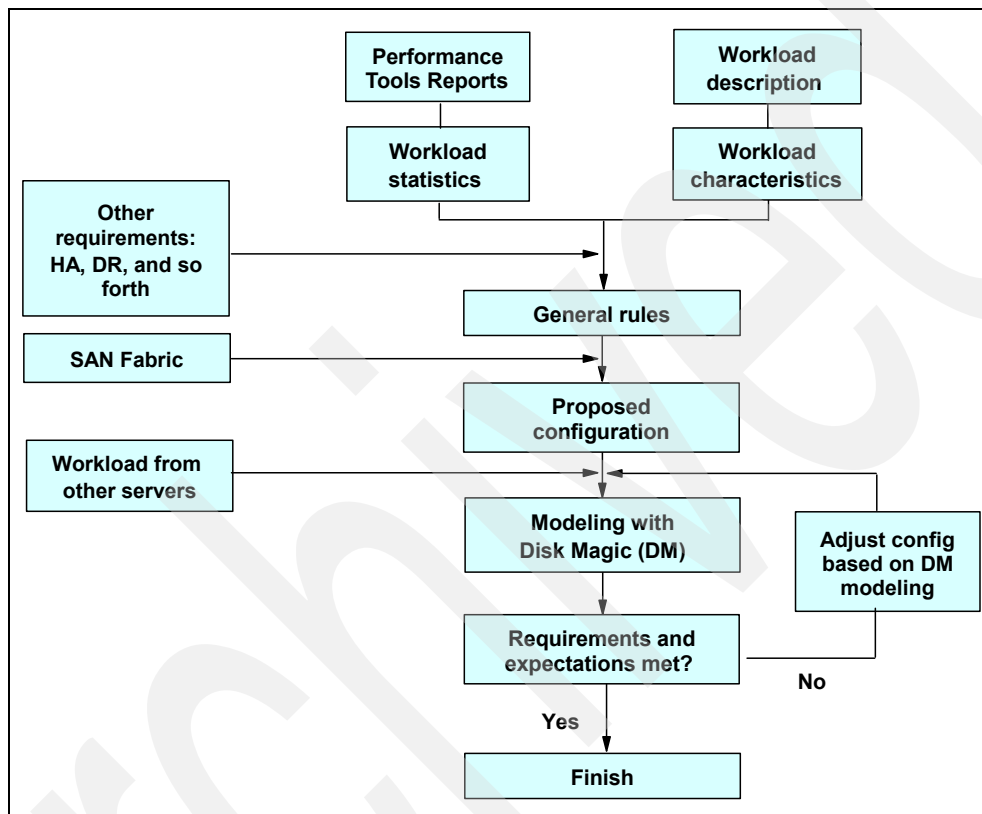 Performance
Tools Reports
Workload
description
Workload
statistics
Workload
characteristics
Other
requirements:
HA, DR, and so
forth
General rules
SAN Fabric
Proposed
configuration
Workload from
other servers
Modeling with
Disk Magic (DM)
Adjust config
based on DM
modeling
Requirements and
expectations met?
No
Yes
Finish